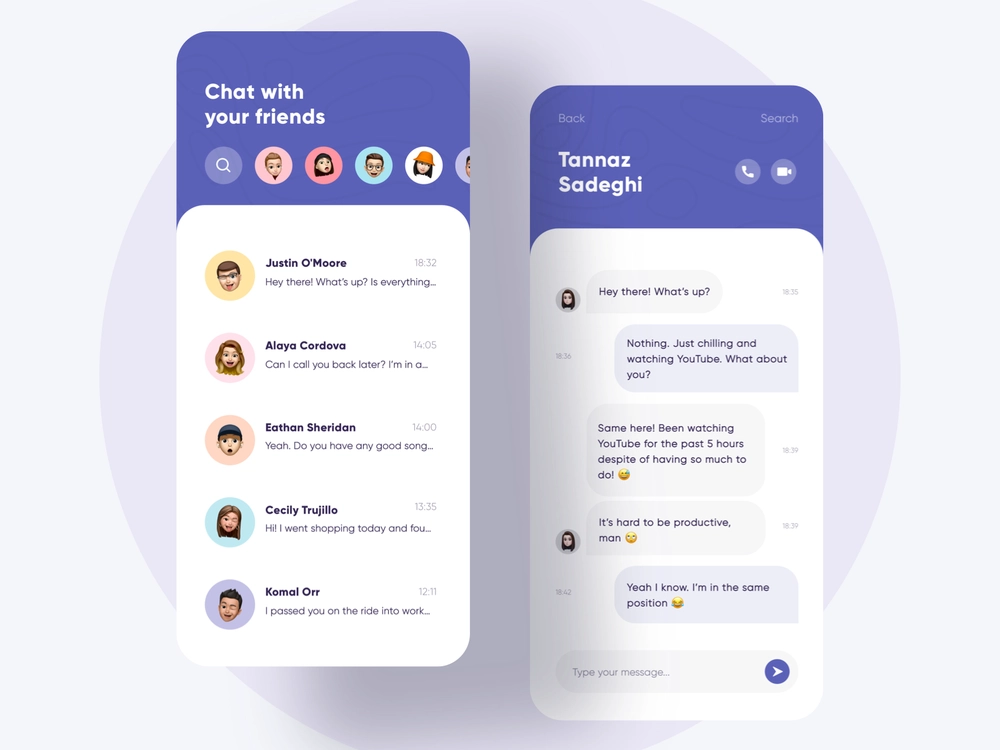 Chat with
your friends
Justin O'Moore
18:32
Hey there! What's up? Is everything...
Alaya Cordova
14:05
Can I call you back later? I'm in a...
Eathan Sheridan
14:00
Yeah. Do you have any good song...
Cecily Trujillo
13:35
Hi! I went shopping today and fou...
Komal Orr
12:11
I passed you on the ride into work...
Back
Search
Tannaz
Sadeghi
Hey there! What's up?
18:35
Nothing. Just chilling and
watching YouTube. What about
you?
18:36
Same here! Been watching
YouTube for the past 5 hours
despite of having so much to
do! 😅
18:39
It's hard to be productive,
man 🙄
18:39
Yeah I know. I'm in the same
position 😂
18:42
Type your message...